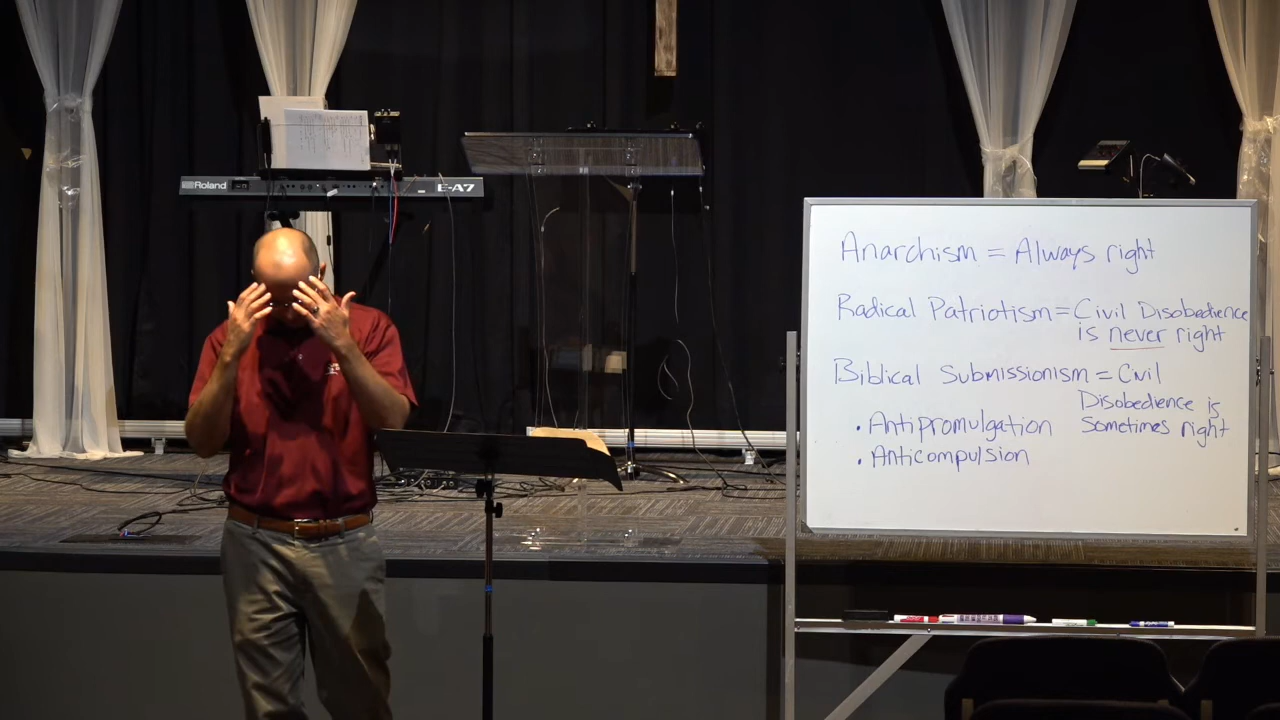 Roland
E-A7
Anarchism = Always right
Radical Patriotism = Civil Disobedience
is never right
Biblical Submissionism = Civil
Disobedience is
sometimes right
• Antipromulgation
• Anticompulsion